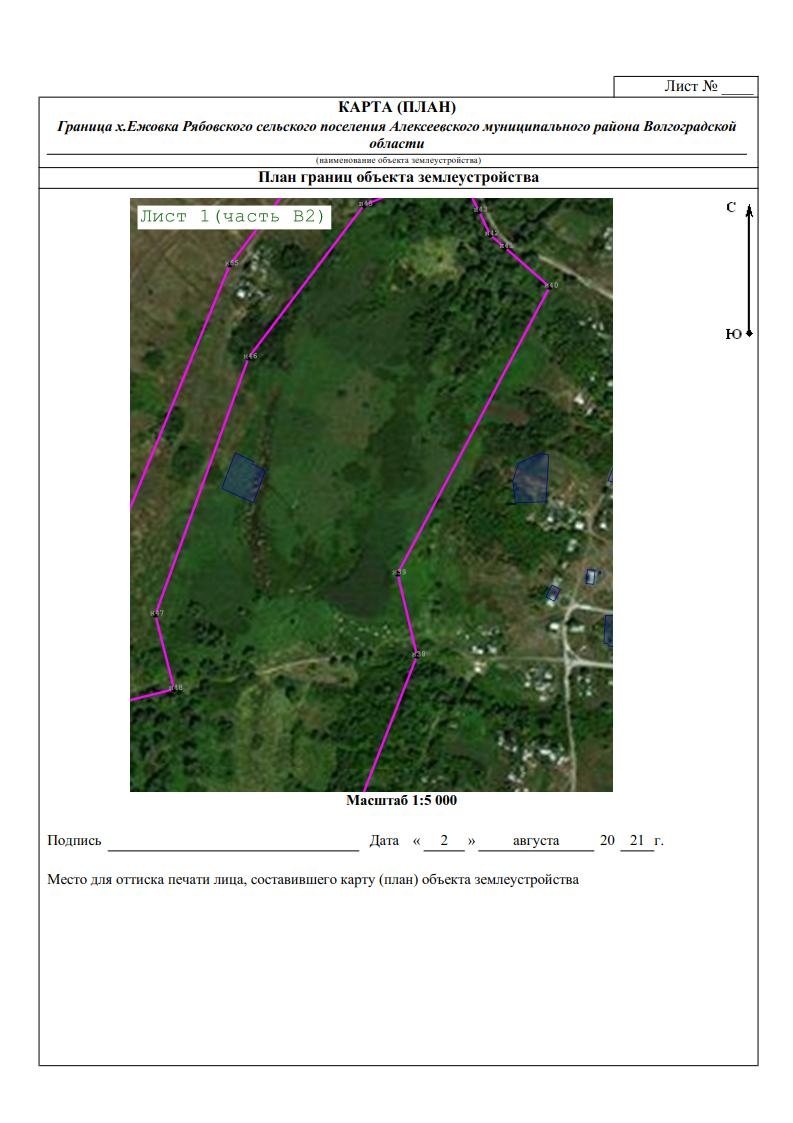 Лист № ____
КАРТА (ПЛАН)
Граница х.Ежовка Рябовского сельского поселения Алексеевского муниципального района Волгоградской
области
(наименование объекта землеустройства)
План границ объекта землеустройства
Лист 1(часть В2)
С
Ю
н43
н40
н46
н39
н47
Масштаб 1:5 000
Подпись Дата « 2 » августа 20 21 г.
Место для оттиска печати лица, составившего карту (план) объекта землеустройства